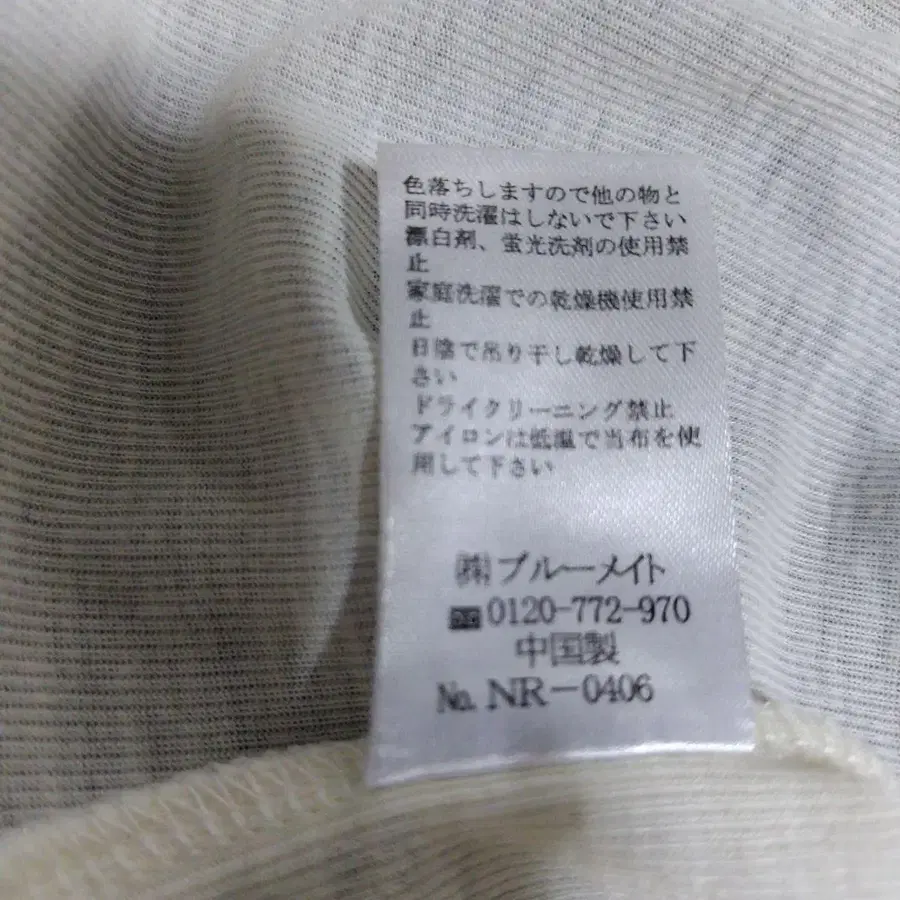 色落ちしますので他の物と
同時洗濯はしないで下さい
漂白剤、蛍光洗剤の使用禁
止
家庭洗濯での乾燥機使用禁
止
日陰で吊り干し乾燥して下
さい
ドライクリーニング禁止
アイロンは低温で当布を使
用して下さい
㈱ブルーメイト
0120-772-970
中国製
No. NR-0406